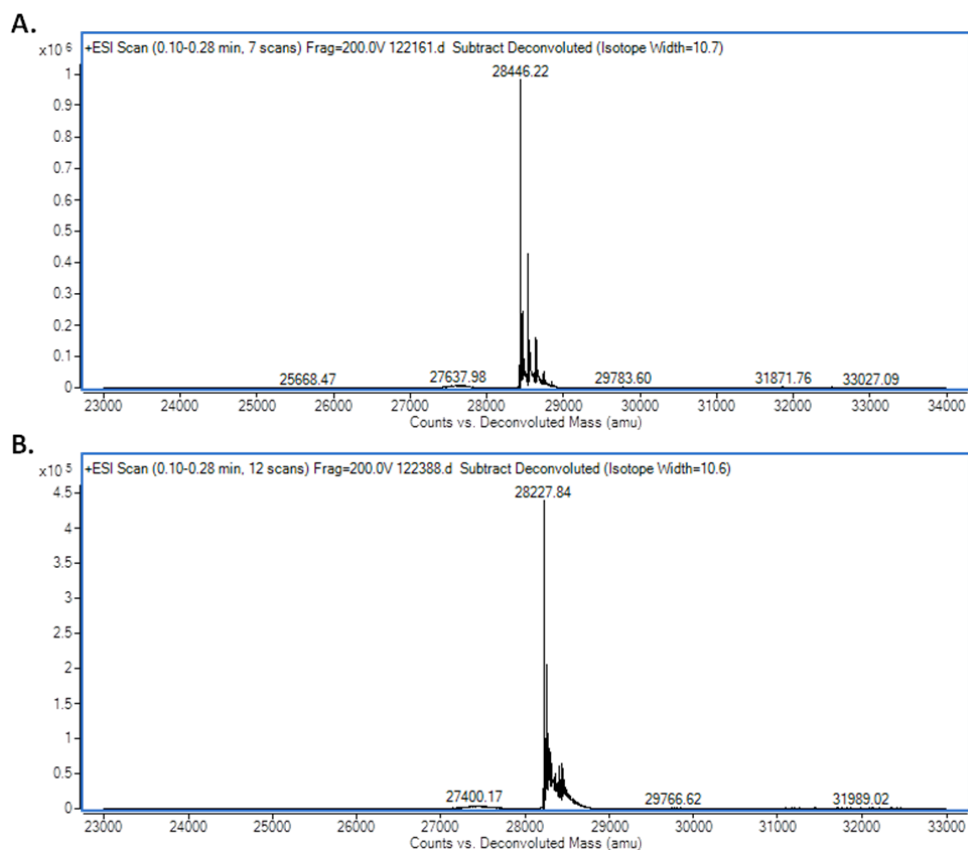 A.
x10 6 +ESI Scan (0.10-0.28 min, 7 scans) Frag=200.0V 122161.d Subtract Deconvoluted (Isotope Width=10.7)
1
0.9
0.8
0.7
0.6
0.5
0.4
0.3
0.2
0.1
0
28446.22
25668.47 27637.98 29783.60 31871.76 33027.09
23000 24000 25000 26000 27000 28000 29000 30000 31000 32000 33000 34000
Counts vs. Deconvoluted Mass (amu)
B.
x10 5 +ESI Scan (0.10-0.28 min, 12 scans) Frag=200.0V 122388.d Subtract Deconvoluted (Isotope Width=10.6)
4.5
4
3.5
3
2.5
2
1.5
1
0.5
0
28227.84
27400.17 29766.62 31989.02
23000 24000 25000 26000 27000 28000 29000 30000 31000 32000 33000
Counts vs. Deconvoluted Mass (amu)